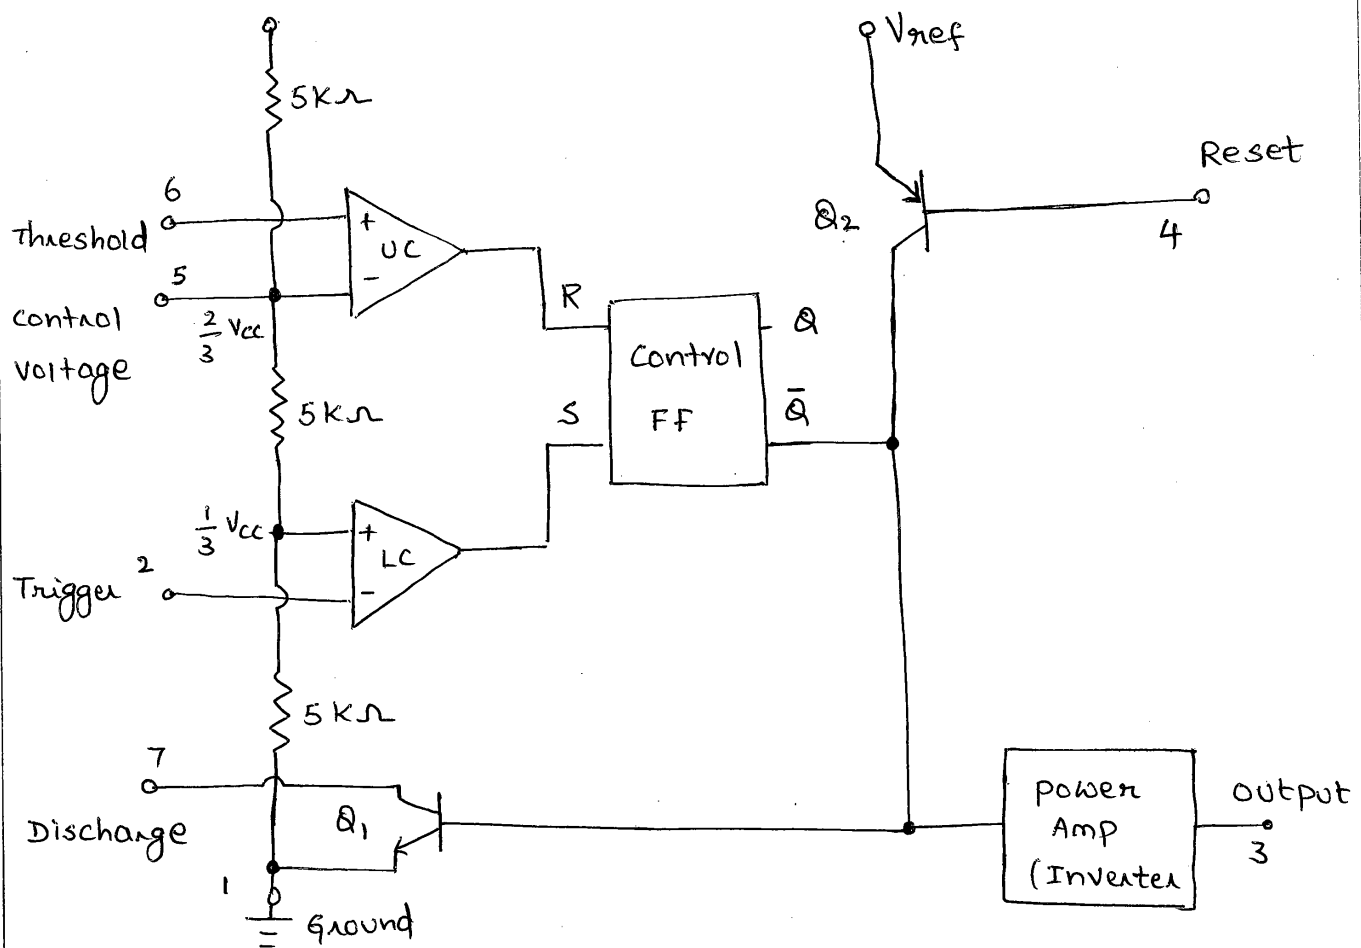 Vref
5KΩ
Reset
6
Threshold
+
UC
-
Q2
4
5
control
voltage
2/3 Vcc
R
Q
Control
FF
S
Q̄
5KΩ
1/3 Vcc
+
LC
-
Trigger 2
5KΩ
7
Discharge
Q1
power
Amp
(Inverter
output
3
1
Ground